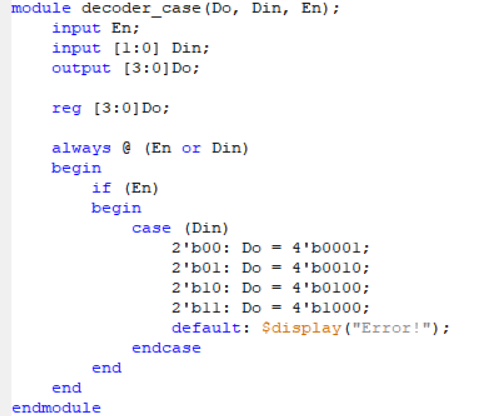 module decoder_case(Do, Din, En);
    input En;
    input [1:0] Din;
    output [3:0]Do;

    reg [3:0]Do;

    always @ (En or Din)
    begin
        if (En)
        begin
            case (Din)
                2'b00: Do = 4'b0001;
                2'b01: Do = 4'b0010;
                2'b10: Do = 4'b0100;
                2'b11: Do = 4'b1000;
                default: $display("Error!");
            endcase
        end
    end
endmodule